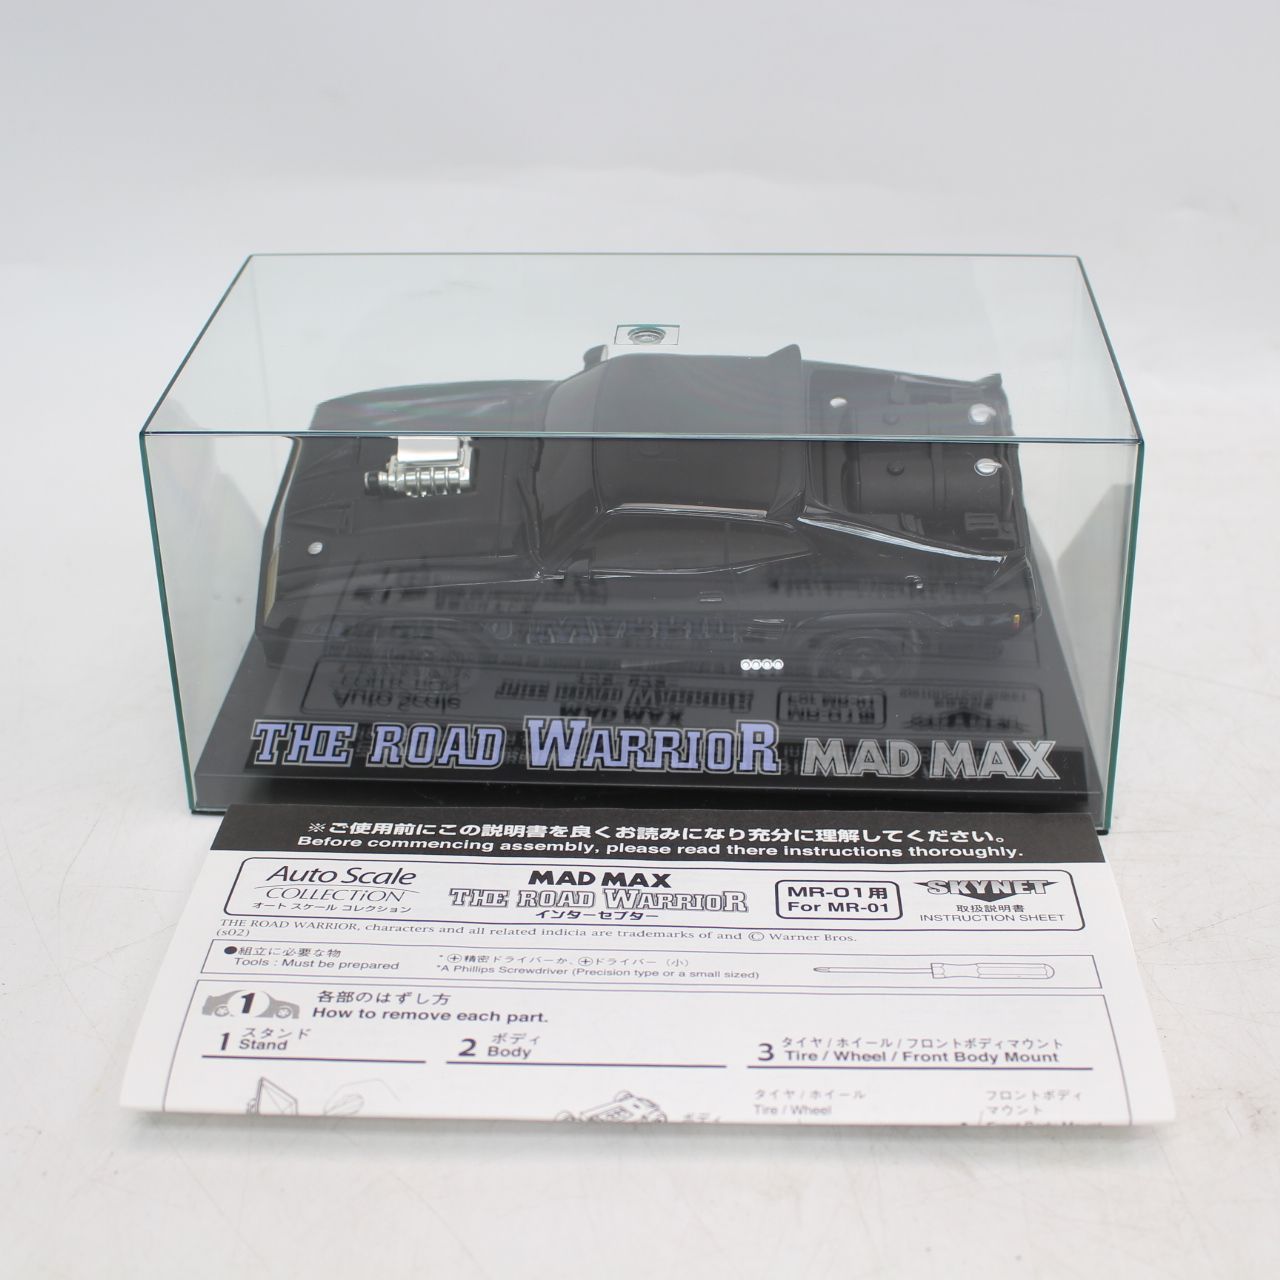 THE ROAD WARRIOR MAD MAX
※ご使用前にこの説明書を良くお読みになり充分に理解してください。
Before commencing assembly, please read there instructions thoroughly.
Auto Scale
COLLECTION
オート スケール コレクション
MAD MAX
THE ROAD WARRIOR
インターセプター
MR-01用
For MR-01
SKYNET
取扱説明書
INSTRUCTION SHEET
THE ROAD WARRIOR, characters and all related indicia are trademarks of and © Warner Bros.
(s02)
●組立に必要な物
Tools : Must be prepared
*⊕精密ドライバーか、⊕ドライバー（小）
*A Phillips Screwdriver (Precision type or a small sized)
1 各部のはずし方
How to remove each part.
1 スタンド
Stand
2 ボディ
Body
3 タイヤ / ホイール / フロントボディマウント
Tire / Wheel / Front Body Mount
タイヤ / ホイール
Tire / Wheel
フロントボディ
マウント
ボディ